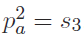 p_a^2 = s_3